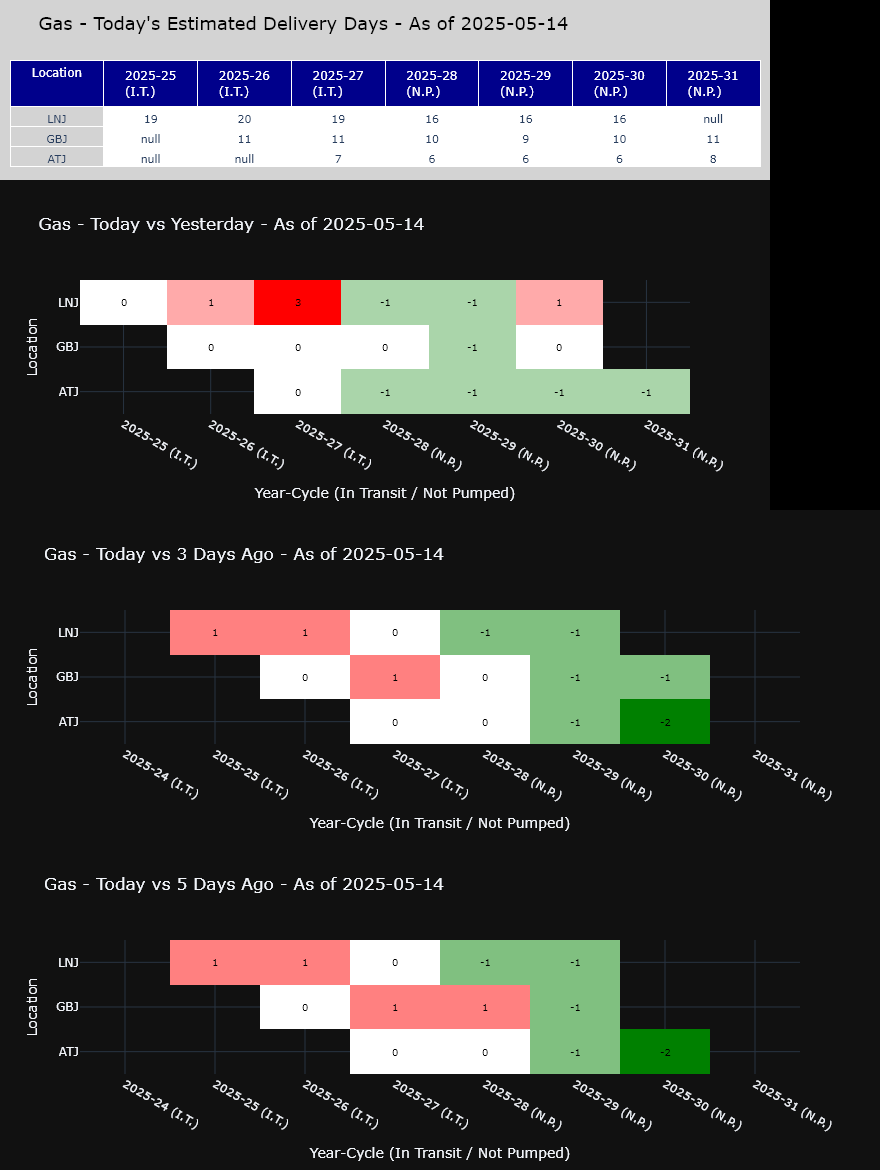 Gas - Today's Estimated Delivery Days - As of 2025-05-14
Location 2025-25 (I.T.) 2025-26 (I.T.) 2025-27 (I.T.) 2025-28 (N.P.) 2025-29 (N.P.) 2025-30 (N.P.) 2025-31 (N.P.)
LNJ 19 20 19 16 16 16 null
GBJ null 11 11 10 9 10 11
ATJ null null 7 6 6 6 8
Gas - Today vs Yesterday - As of 2025-05-14
Location
LNJ 0 1 3 -1 -1 1
GBJ 0 0 0 -1 0
ATJ 0 -1 -1 -1 -1
2025-25 (I.T.) 2025-26 (I.T.) 2025-27 (I.T.) 2025-28 (N.P.) 2025-29 (N.P.) 2025-30 (N.P.) 2025-31 (N.P.)
Year-Cycle (In Transit / Not Pumped)
Gas - Today vs 3 Days Ago - As of 2025-05-14
Location
LNJ 1 1 0 -1 -1
GBJ 0 1 0 -1 -1
ATJ 0 0 -1 -2
2025-24 (I.T.) 2025-25 (I.T.) 2025-26 (I.T.) 2025-27 (I.T.) 2025-28 (N.P.) 2025-29 (N.P.) 2025-30 (N.P.) 2025-31 (N.P.)
Year-Cycle (In Transit / Not Pumped)
Gas - Today vs 5 Days Ago - As of 2025-05-14
Location
LNJ 1 1 0 -1 -1
GBJ 0 1 1 -1
ATJ 0 0 -1 -2
2025-24 (I.T.) 2025-25 (I.T.) 2025-26 (I.T.) 2025-27 (I.T.) 2025-28 (N.P.) 2025-29 (N.P.) 2025-30 (N.P.) 2025-31 (N.P.)
Year-Cycle (In Transit / Not Pumped)